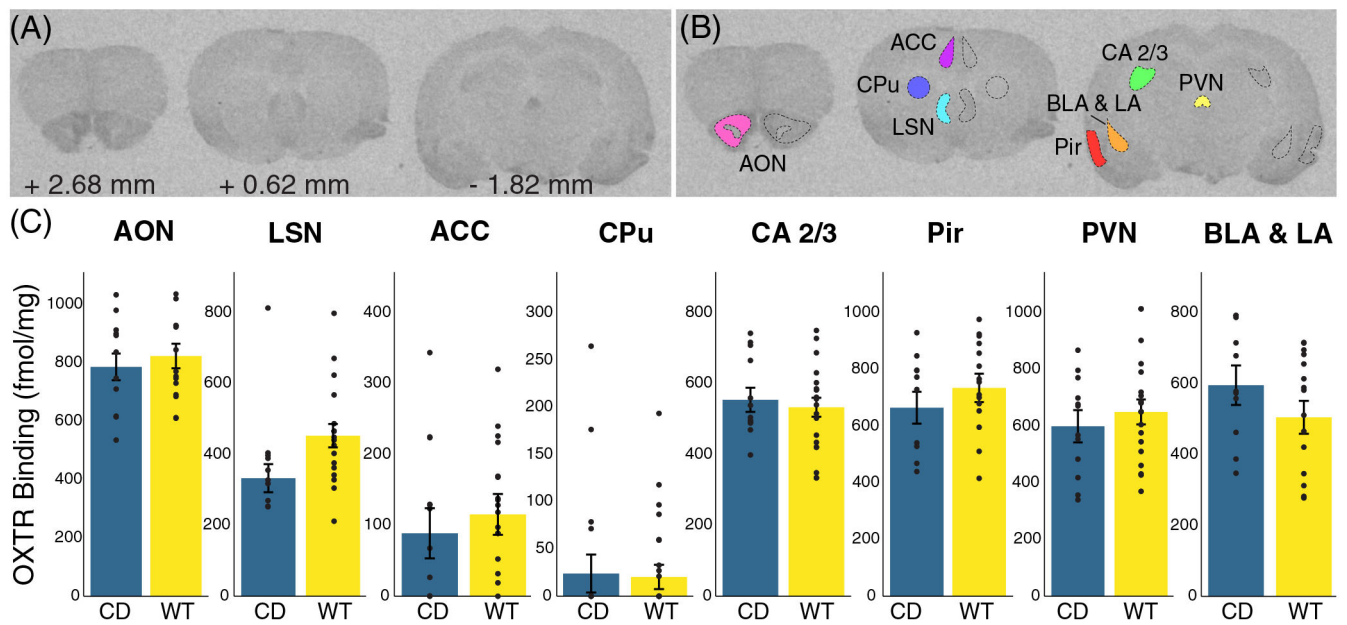 (A)
+ 2.68 mm
+ 0.62 mm
- 1.82 mm
(B)
ACC
CPu
LSN
AON
CA 2/3
PVN
BLA & LA
Pir
(C)
AON
LSN
ACC
CPu
CA 2/3
Pir
PVN
BLA & LA
OXTR Binding (fmol/mg)
1000
800
600
400
200
0
CD
WT
800
600
400
200
0
CD
WT
400
300
200
100
0
CD
WT
300
250
200
150
100
50
0
CD
WT
800
600
400
200
0
CD
WT
1000
800
600
400
200
0
CD
WT
1000
800
600
400
200
0
CD
WT
800
600
400
200
0
CD
WT